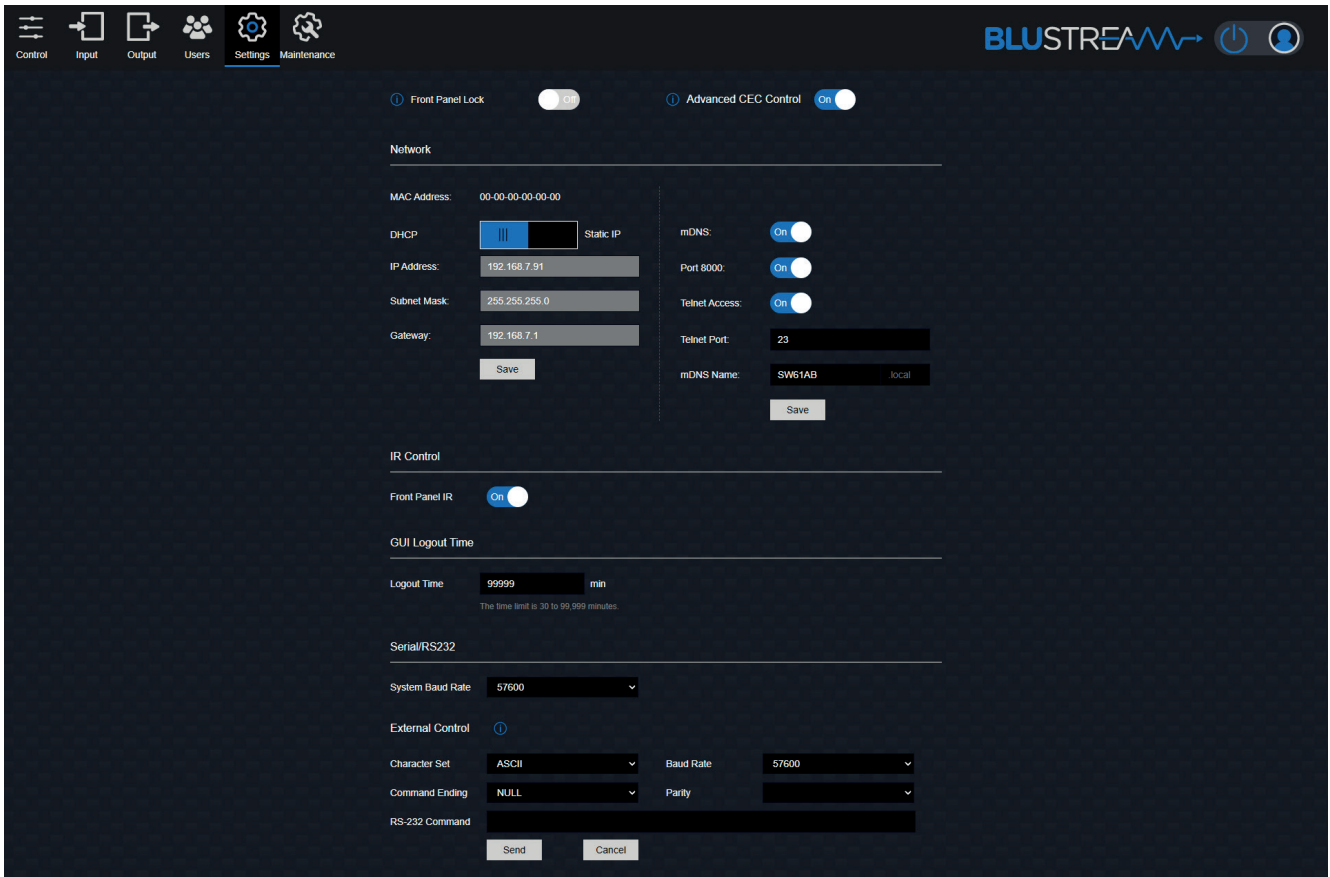 Control Input Output Users Settings Maintenance
BLUSTREAM
Front Panel Lock Off Advanced CEC Control On
Network
MAC Address: 00-00-00-00-00-00
DHCP Static IP
IP Address: 192.168.7.91
Subnet Mask: 255.255.255.0
Gateway: 192.168.7.1
Save
mDNS: On
Port 8000: On
Telnet Access: On
Telnet Port: 23
mDNS Name: SW61AB .local
Save
IR Control
Front Panel IR On
GUI Logout Time
Logout Time 99999 min
The time limit is 30 to 99,999 minutes.
Serial/RS232
System Baud Rate 57600
External Control
Character Set ASCII Baud Rate 57600
Command Ending NULL Parity
RS-232 Command
Send Cancel